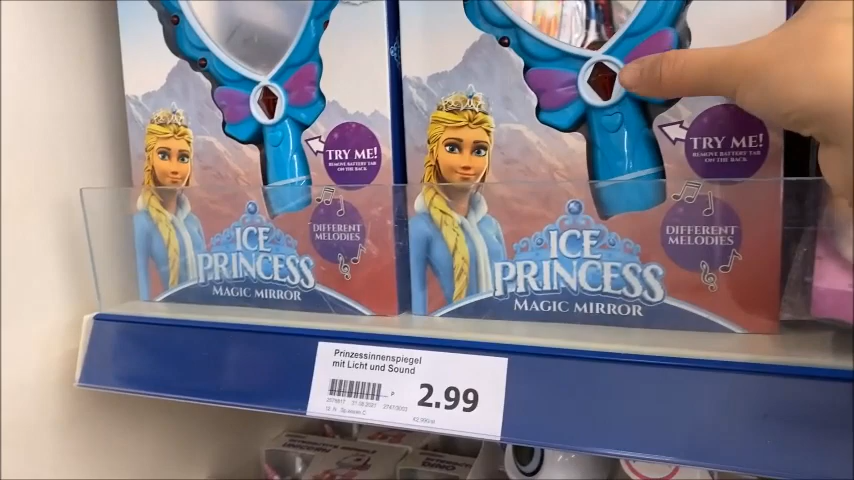 TRY ME!
REMOVE BATTERY TAB
ON THE BACK
DIFFERENT
MELODIES
ICE
PRINCESS
MAGIC MIRROR
TRY ME!
REMOVE BATTERY TAB
ON THE BACK
DIFFERENT
MELODIES
ICE
PRINCESS
MAGIC MIRROR
Prinzessinnenspiegel
mit Licht und Sound
P
2.99